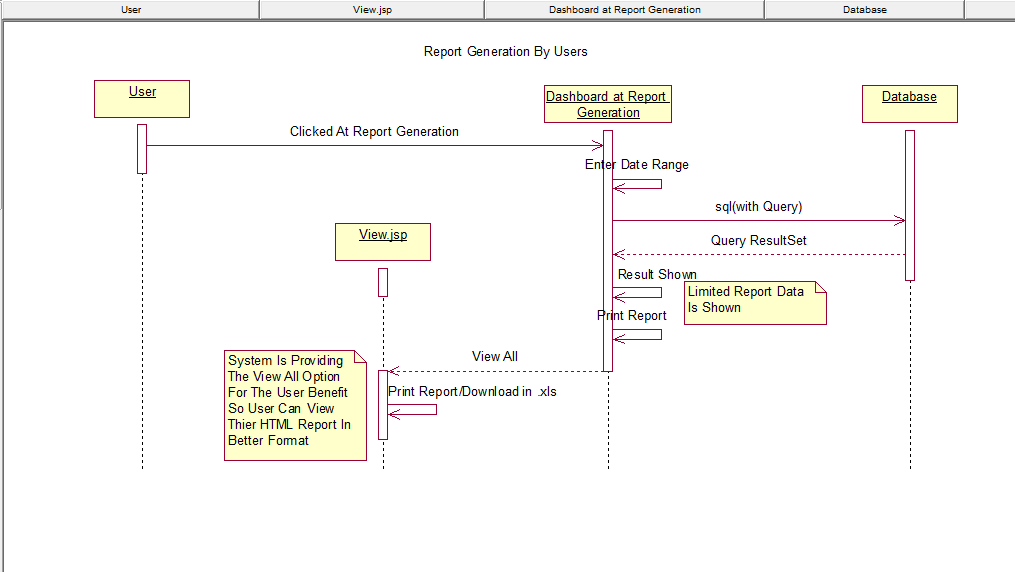 User
View.jsp
Dashboard at Report Generation
Database
Report Generation By Users
User
Dashboard at Report
Generation
Database
Clicked At Report Generation
Enter Date Range
sql(with Query)
View.jsp
Query ResultSet
Result Shown
Limited Report Data
Is Shown
Print Report
View All
System Is Providing
The View All Option
For The User Benefit
So User Can View
Thier HTML Report In
Better Format
Print Report/Download in .xls